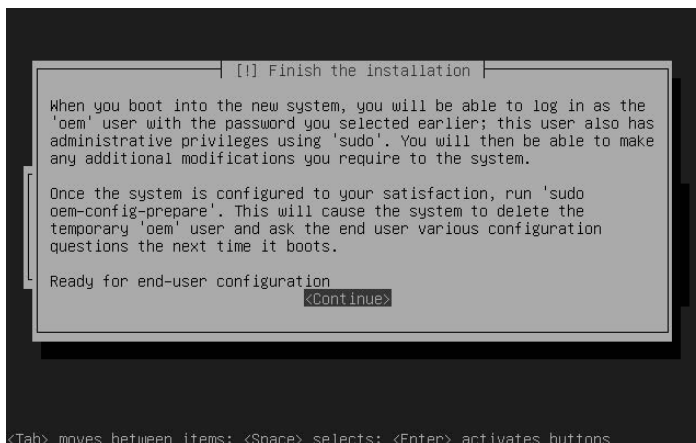 [!] Finish the installation
When you boot into the new system, you will be able to log in as the
'oem' user with the password you selected earlier; this user also has
administrative privileges using 'sudo'. You will then be able to make
any additional modifications you require to the system.
Once the system is configured to your satisfaction, run 'sudo
oem-config-prepare'. This will cause the system to delete the
temporary 'oem' user and ask the end user various configuration
questions the next time it boots.
Ready for end-user configuration
<Continue>
<Tab> moves between items; <Space> selects; <Enter> activates buttons